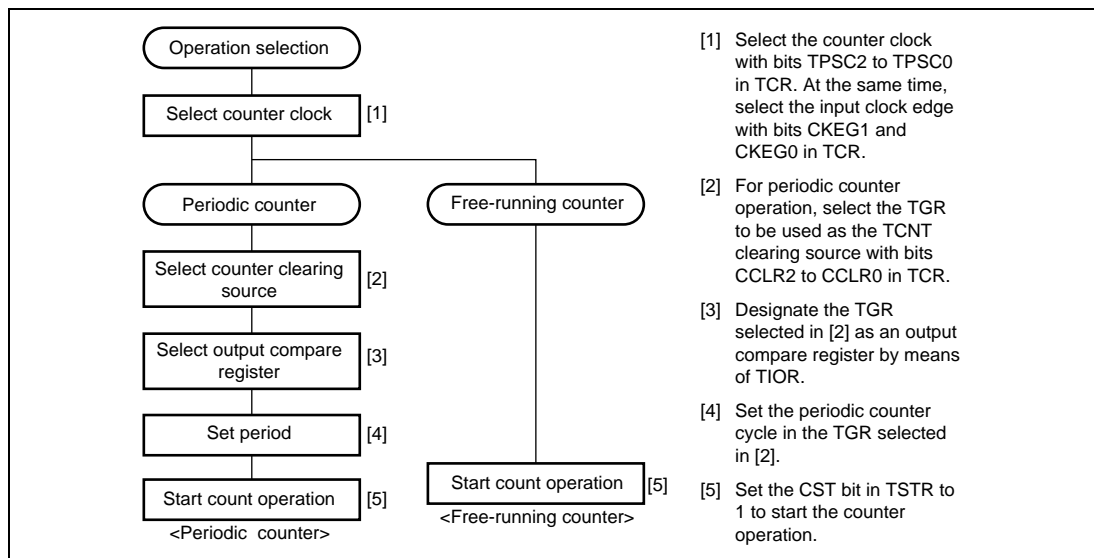 Operation selection
Select counter clock
[1]
Periodic counter
Free-running counter
Select counter clearing
source
[2]
Select output compare
register
[3]
Set period
[4]
Start count operation
[5]
<Periodic counter>
Start count operation
[5]
<Free-running counter>
[1] Select the counter clock
with bits TPSC2 to TPSC0
in TCR. At the same time,
select the input clock edge
with bits CKEG1 and
CKEG0 in TCR.
[2] For periodic counter
operation, select the TGR
to be used as the TCNT
clearing source with bits
CCLR2 to CCLR0 in TCR.
[3] Designate the TGR
selected in [2] as an output
compare register by means
of TIOR.
[4] Set the periodic counter
cycle in the TGR selected
in [2].
[5] Set the CST bit in TSTR to
1 to start the counter
operation.